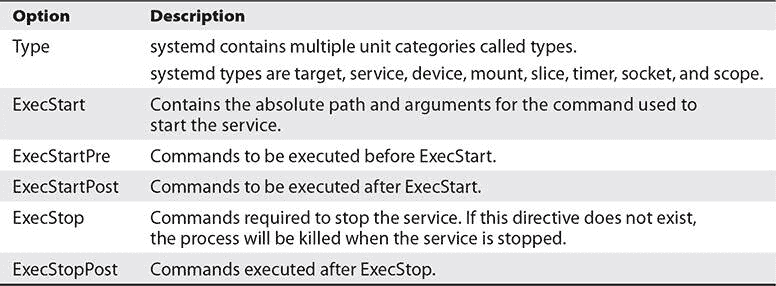 Option Description
Type systemd contains multiple unit categories called types.
systemd types are target, service, device, mount, slice, timer, socket, and scope.
ExecStart Contains the absolute path and arguments for the command used to
start the service.
ExecStartPre Commands to be executed before ExecStart.
ExecStartPost Commands to be executed after ExecStart.
ExecStop Commands required to stop the service. If this directive does not exist,
the process will be killed when the service is stopped.
ExecStopPost Commands executed after ExecStop.